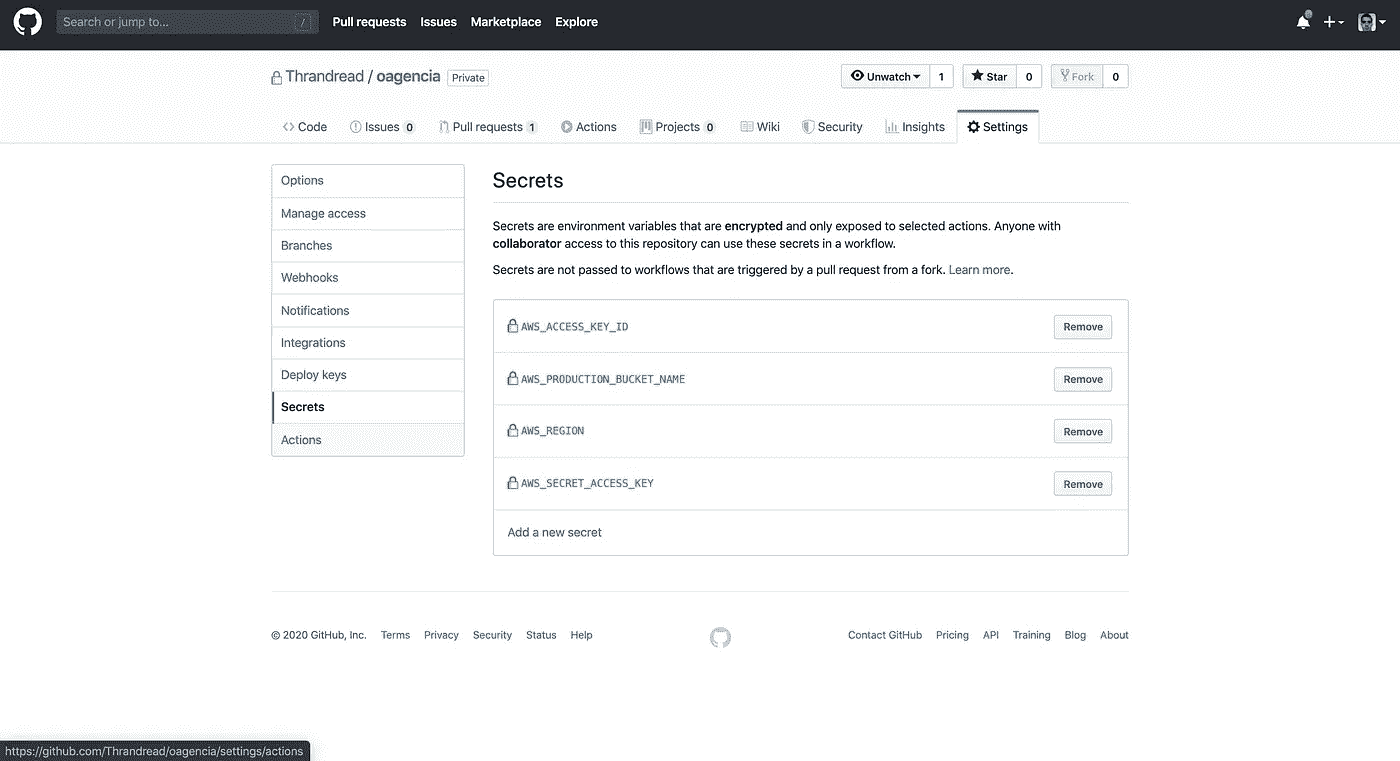 Search or jump to... /
Pull requests Issues Marketplace Explore
Thrandread / oagencia Private
Unwatch 1 Star 0 Fork 0
Code Issues 0 Pull requests 1 Actions Projects 0 Wiki Security Insights Settings
Options
Manage access
Branches
Webhooks
Notifications
Integrations
Deploy keys
Secrets
Actions
Secrets
Secrets are environment variables that are encrypted and only exposed to selected actions. Anyone with
collaborator access to this repository can use these secrets in a workflow.
Secrets are not passed to workflows that are triggered by a pull request from a fork. Learn more.
AWS_ACCESS_KEY_ID Remove
AWS_PRODUCTION_BUCKET_NAME Remove
AWS_REGION Remove
AWS_SECRET_ACCESS_KEY Remove
Add a new secret
© 2020 GitHub, Inc. Terms Privacy Security Status Help
Contact GitHub Pricing API Training Blog About
https://github.com/Thrandread/oagencia/settings/actions